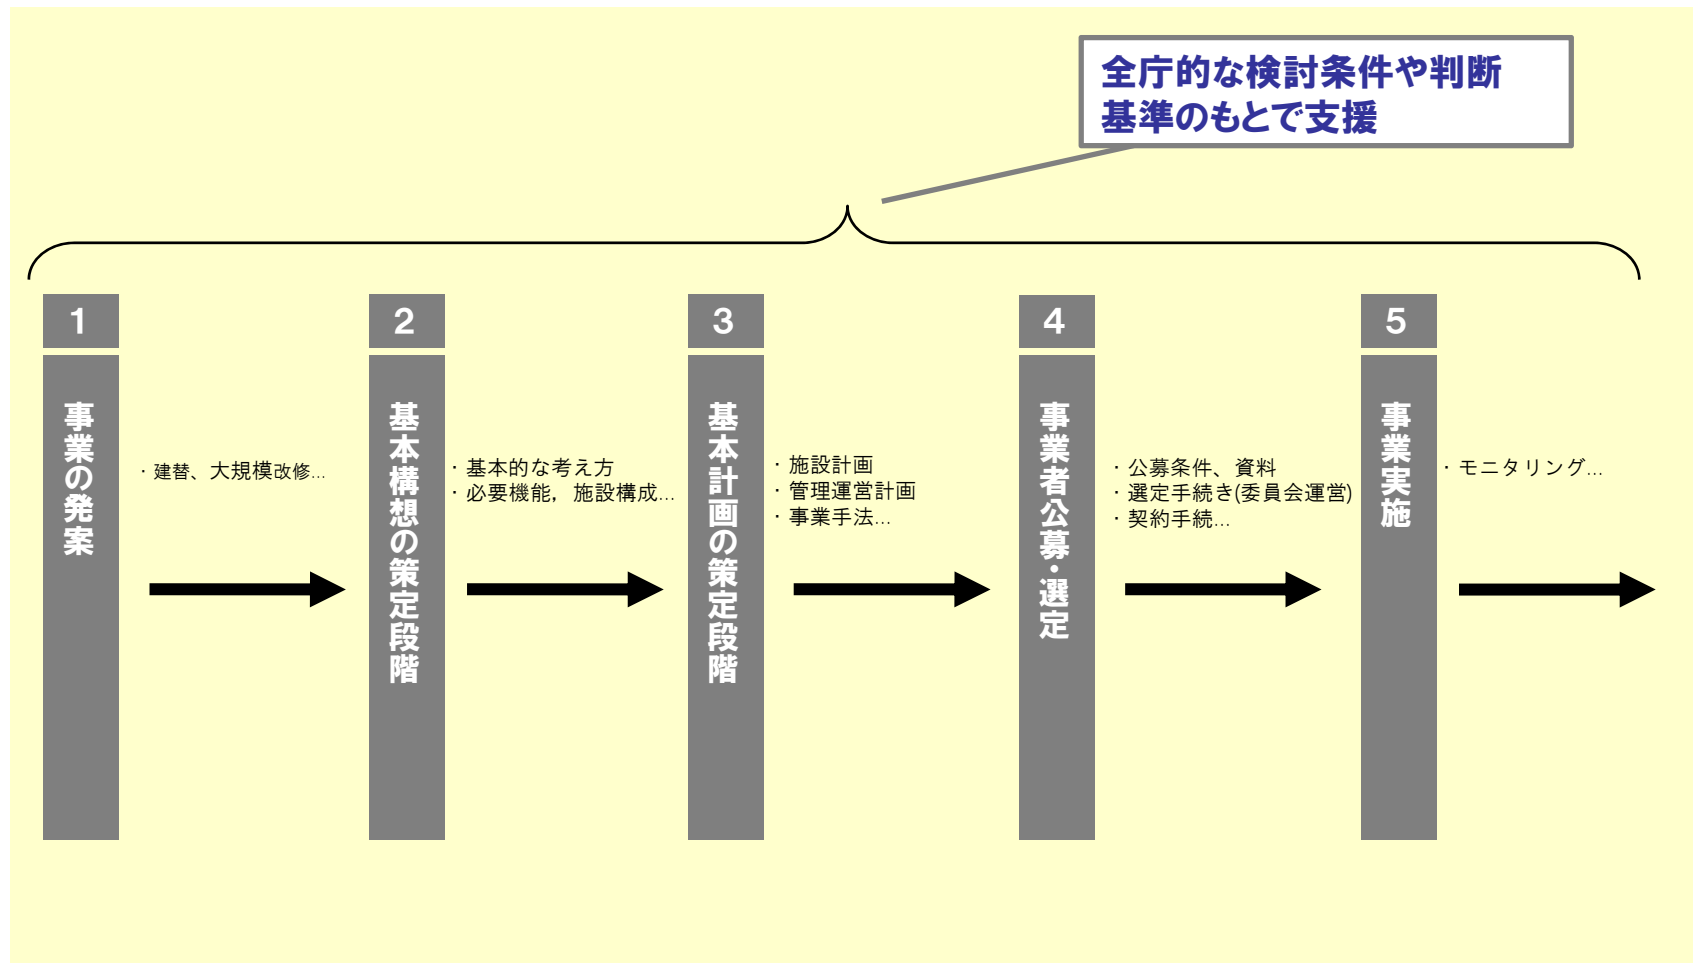 全庁的な検討条件や判断
基準のもとで支援
1
事業の発案
・建替、大規模改修...
2
基本構想の策定段階
・基本的な考え方
・必要機能，施設構成...
3
基本計画の策定段階
・施設計画
・管理運営計画
・事業手法...
4
事業者公募・選定
・公募条件、資料
・選定手続き(委員会運営)
・契約手続...
5
事業実施
・モニタリング...